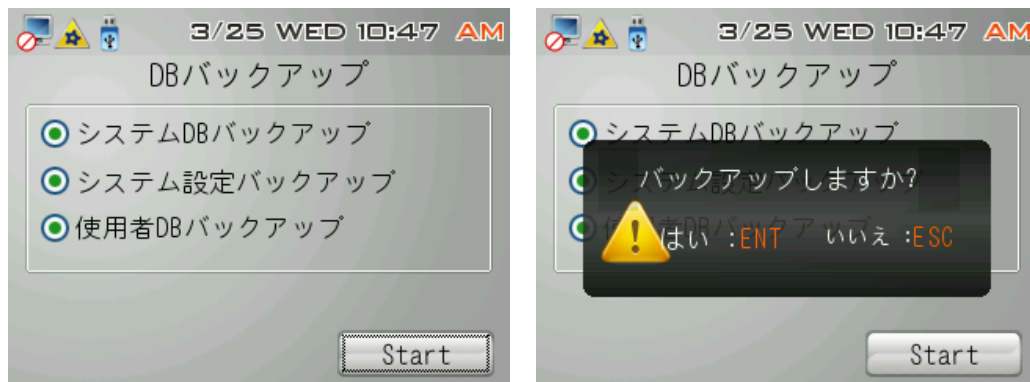 3/25 WED 10:47 AM
DBバックアップ
システムDBバックアップ
システム設定バックアップ
使用者DBバックアップ
Start
3/25 WED 10:47 AM
DBバックアップ
システムDBバックアップ
バックアップしますか?
はい :ENT いいえ :ESC
Start